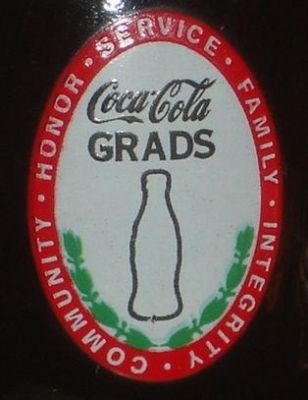 HONOR · SERVICE · FAMILY · INTEGRITY · COMMUNITY ·
Coca-Cola
GRADS